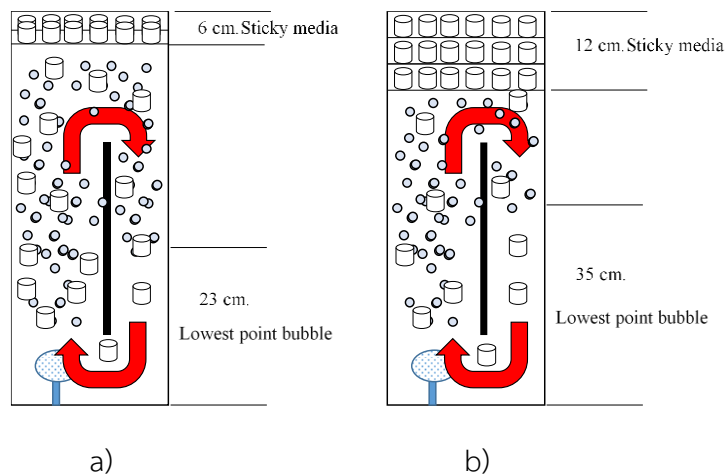 6 cm. Sticky media
23 cm.
Lowest point bubble
a)
12 cm. Sticky media
35 cm.
Lowest point bubble
b)